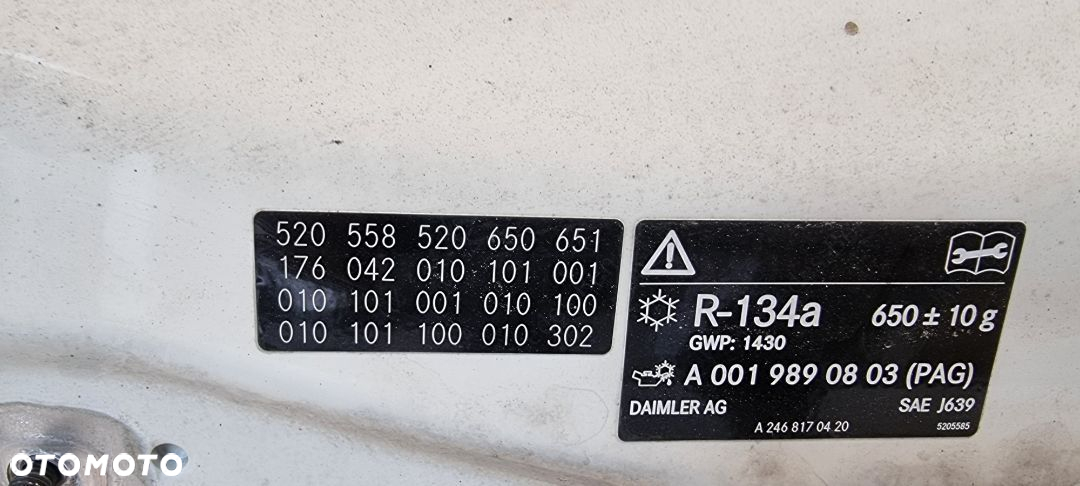 520 558 520 650 651
176 042 010 101 001
010 101 001 010 100
010 101 100 010 302
R-134a 650 ± 10 g
GWP: 1430
A 001 989 08 03 (PAG)
DAIMLER AG SAE J639
A 246 817 04 20 5205585
OTOMOTO